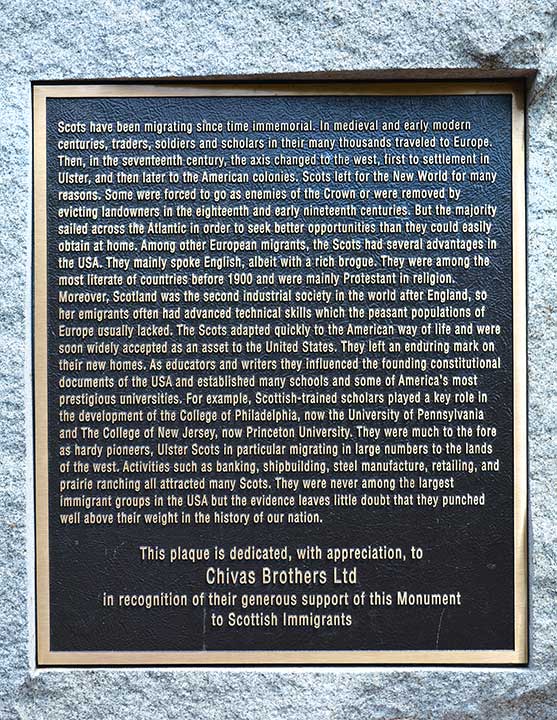 Scots have been migrating since time immemorial. In medieval and early modern
centuries, traders, soldiers and scholars in their many thousands traveled to Europe.
Then, in the seventeenth century, the axis changed to the west, first to settlement in
Ulster, and then later to the American colonies. Scots left for the New World for many
reasons. Some were forced to go as enemies of the Crown or were removed by
evicting landowners in the eighteenth and early nineteenth centuries. But the majority
sailed across the Atlantic in order to seek better opportunities than they could easily
obtain at home. Among other European migrants, the Scots had several advantages in
the USA. They mainly spoke English, albeit with a rich brogue. They were among the
most literate of countries before 1900 and were mainly Protestant in religion.
Moreover, Scotland was the second industrial society in the world after England, so
her emigrants often had advanced technical skills which the peasant populations of
Europe usually lacked. The Scots adapted quickly to the American way of life and were
soon widely accepted as an asset to the United States. They left an enduring mark on
their new homes. As educators and writers they influenced the founding constitutional
documents of the USA and established many schools and some of America's most
prestigious universities. For example, Scottish-trained scholars played a key role in
the development of the College of Philadelphia, now the University of Pennsylvania
and The College of New Jersey, now Princeton University. They were much to the fore
as hardy pioneers, Ulster Scots in particular migrating in large numbers to the lands
of the west. Activities such as banking, shipbuilding, steel manufacture, retailing, and
prairie ranching all attracted many Scots. They were never among the largest
immigrant groups in the USA but the evidence leaves little doubt that they punched
well above their weight in the history of our nation.
This plaque is dedicated, with appreciation, to
Chivas Brothers Ltd
in recognition of their generous support of this Monument
to Scottish Immigrants